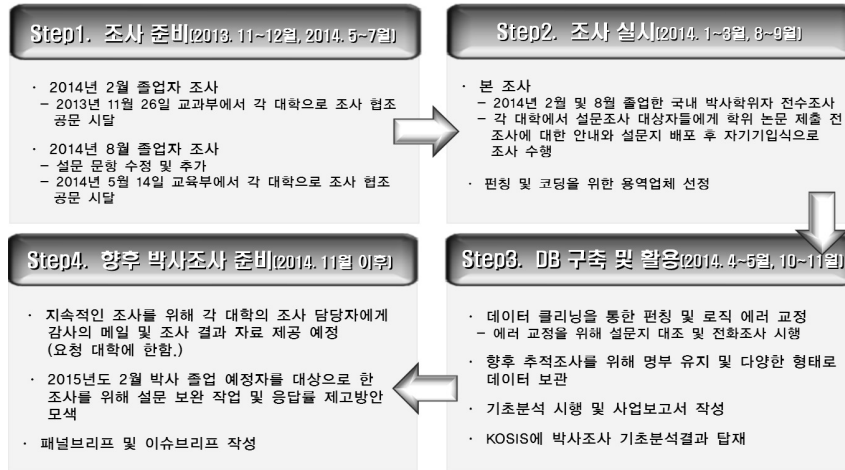 Step1. 조사 준비(2013. 11~12월, 2014. 5~7월)
· 2014년 2월 졸업자 조사
– 2013년 11월 26일 교과부에서 각 대학으로 조사 협조
공문 시달
· 2014년 8월 졸업자 조사
– 설문 문항 수정 및 추가
– 2014년 5월 14일 교육부에서 각 대학으로 조사 협조
공문 시달
Step2. 조사 실시(2014. 1~3월, 8~9월)
· 본 조사
– 2014년 2월 및 8월 졸업한 국내 박사학위자 전수조사
– 각 대학에서 설문조사 대상자들에게 학위 논문 제출 전
조사에 대한 안내와 설문지 배포 후 자기기입식으로
조사 수행
· 펀칭 및 코딩을 위한 용역업체 선정
Step3. DB 구축 및 활용(2014. 4~5월, 10~11월)
· 데이터 클리닝을 통한 펀칭 및 로직 에러 교정
– 에러 교정을 위해 설문지 대조 및 전화조사 시행
· 향후 추적조사를 위해 명부 유지 및 다양한 형태로
데이터 보관
· 기초분석 시행 및 사업보고서 작성
· KOSIS에 박사조사 기초분석결과 탑재
Step4. 향후 박사조사 준비(2014. 11월 이후)
· 지속적인 조사를 위해 각 대학의 조사 담당자에게
감사의 메일 및 조사 결과 자료 제공 예정
(요청 대학에 한함.)
· 2015년도 2월 박사 졸업 예정자를 대상으로 한
조사를 위해 설문 보완 작업 및 응답률 제고방안
모색
· 패널브리프 및 이슈브리프 작성